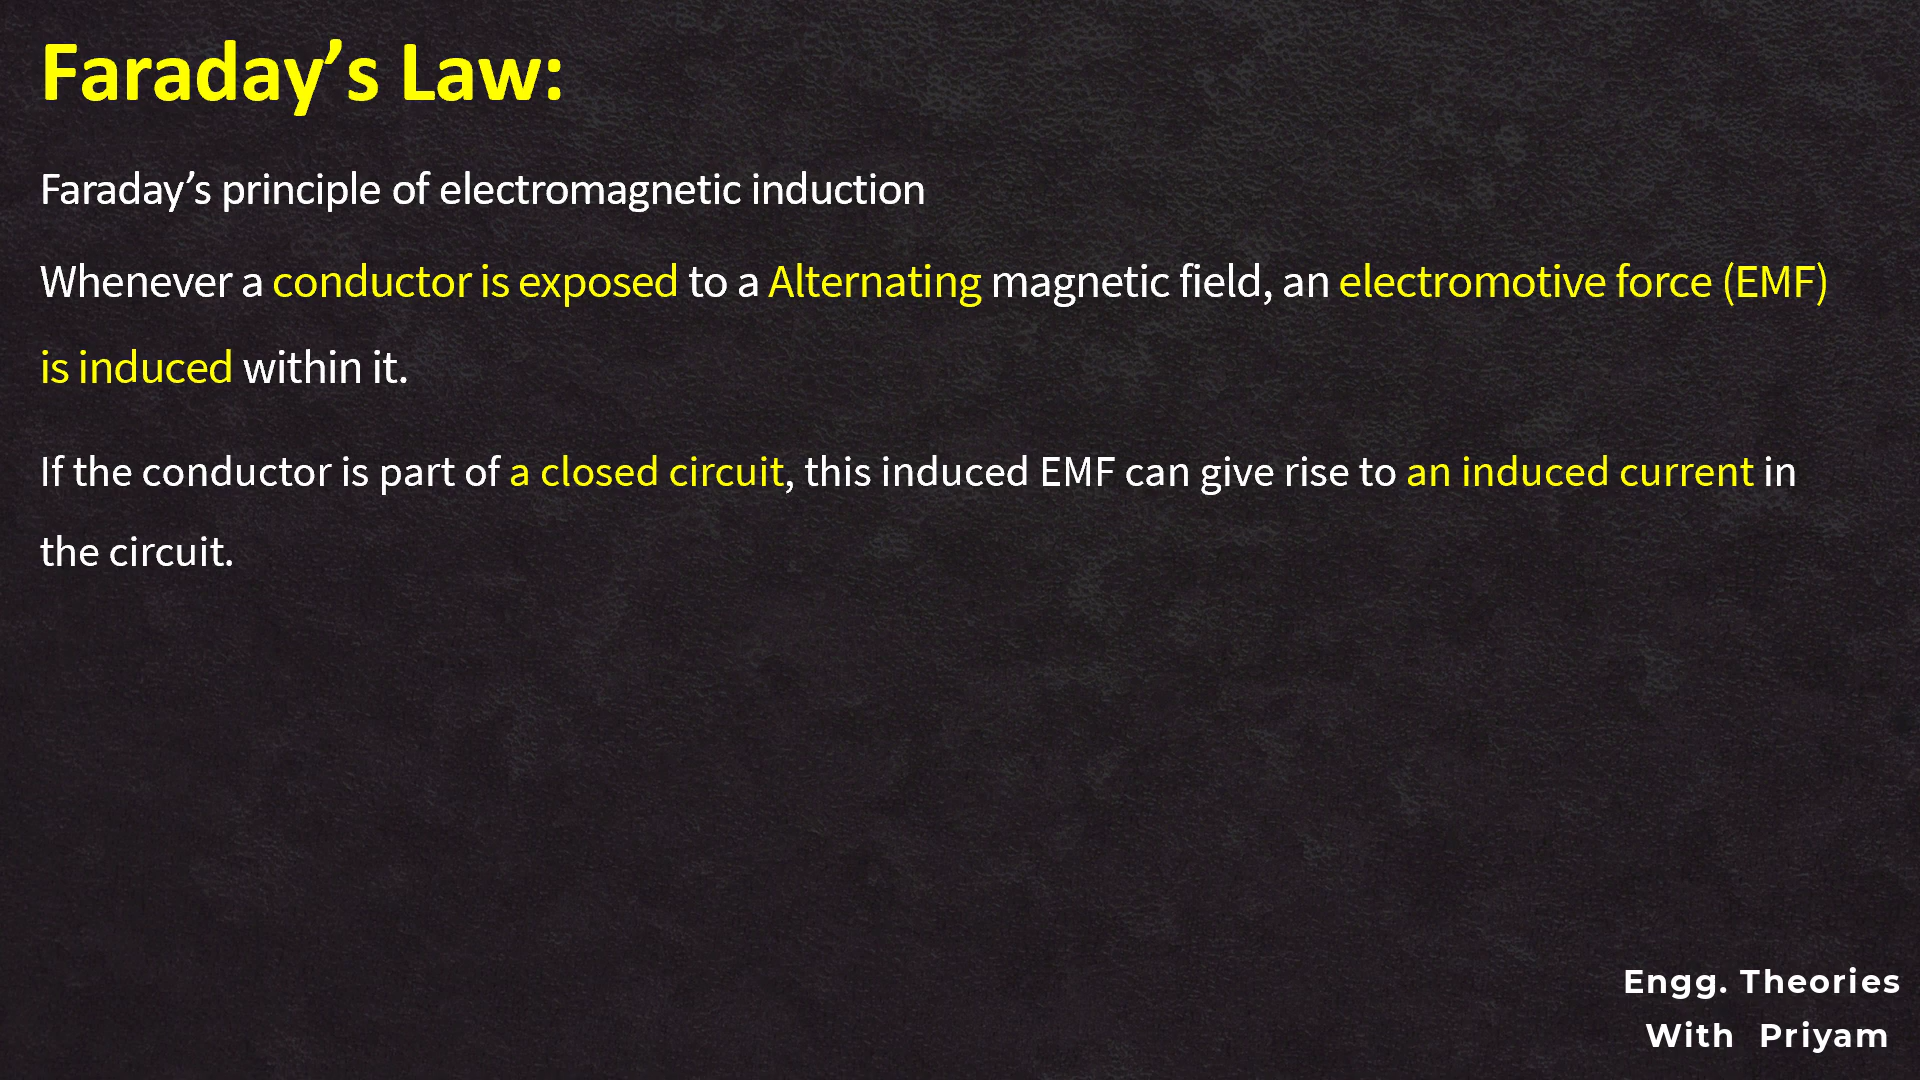 Faraday’s Law:
Faraday’s principle of electromagnetic induction
Whenever a conductor is exposed to a Alternating magnetic field, an electromotive force (EMF)
is induced within it.
If the conductor is part of a closed circuit, this induced EMF can give rise to an induced current in
the circuit.
Engg. Theories
With Priyam